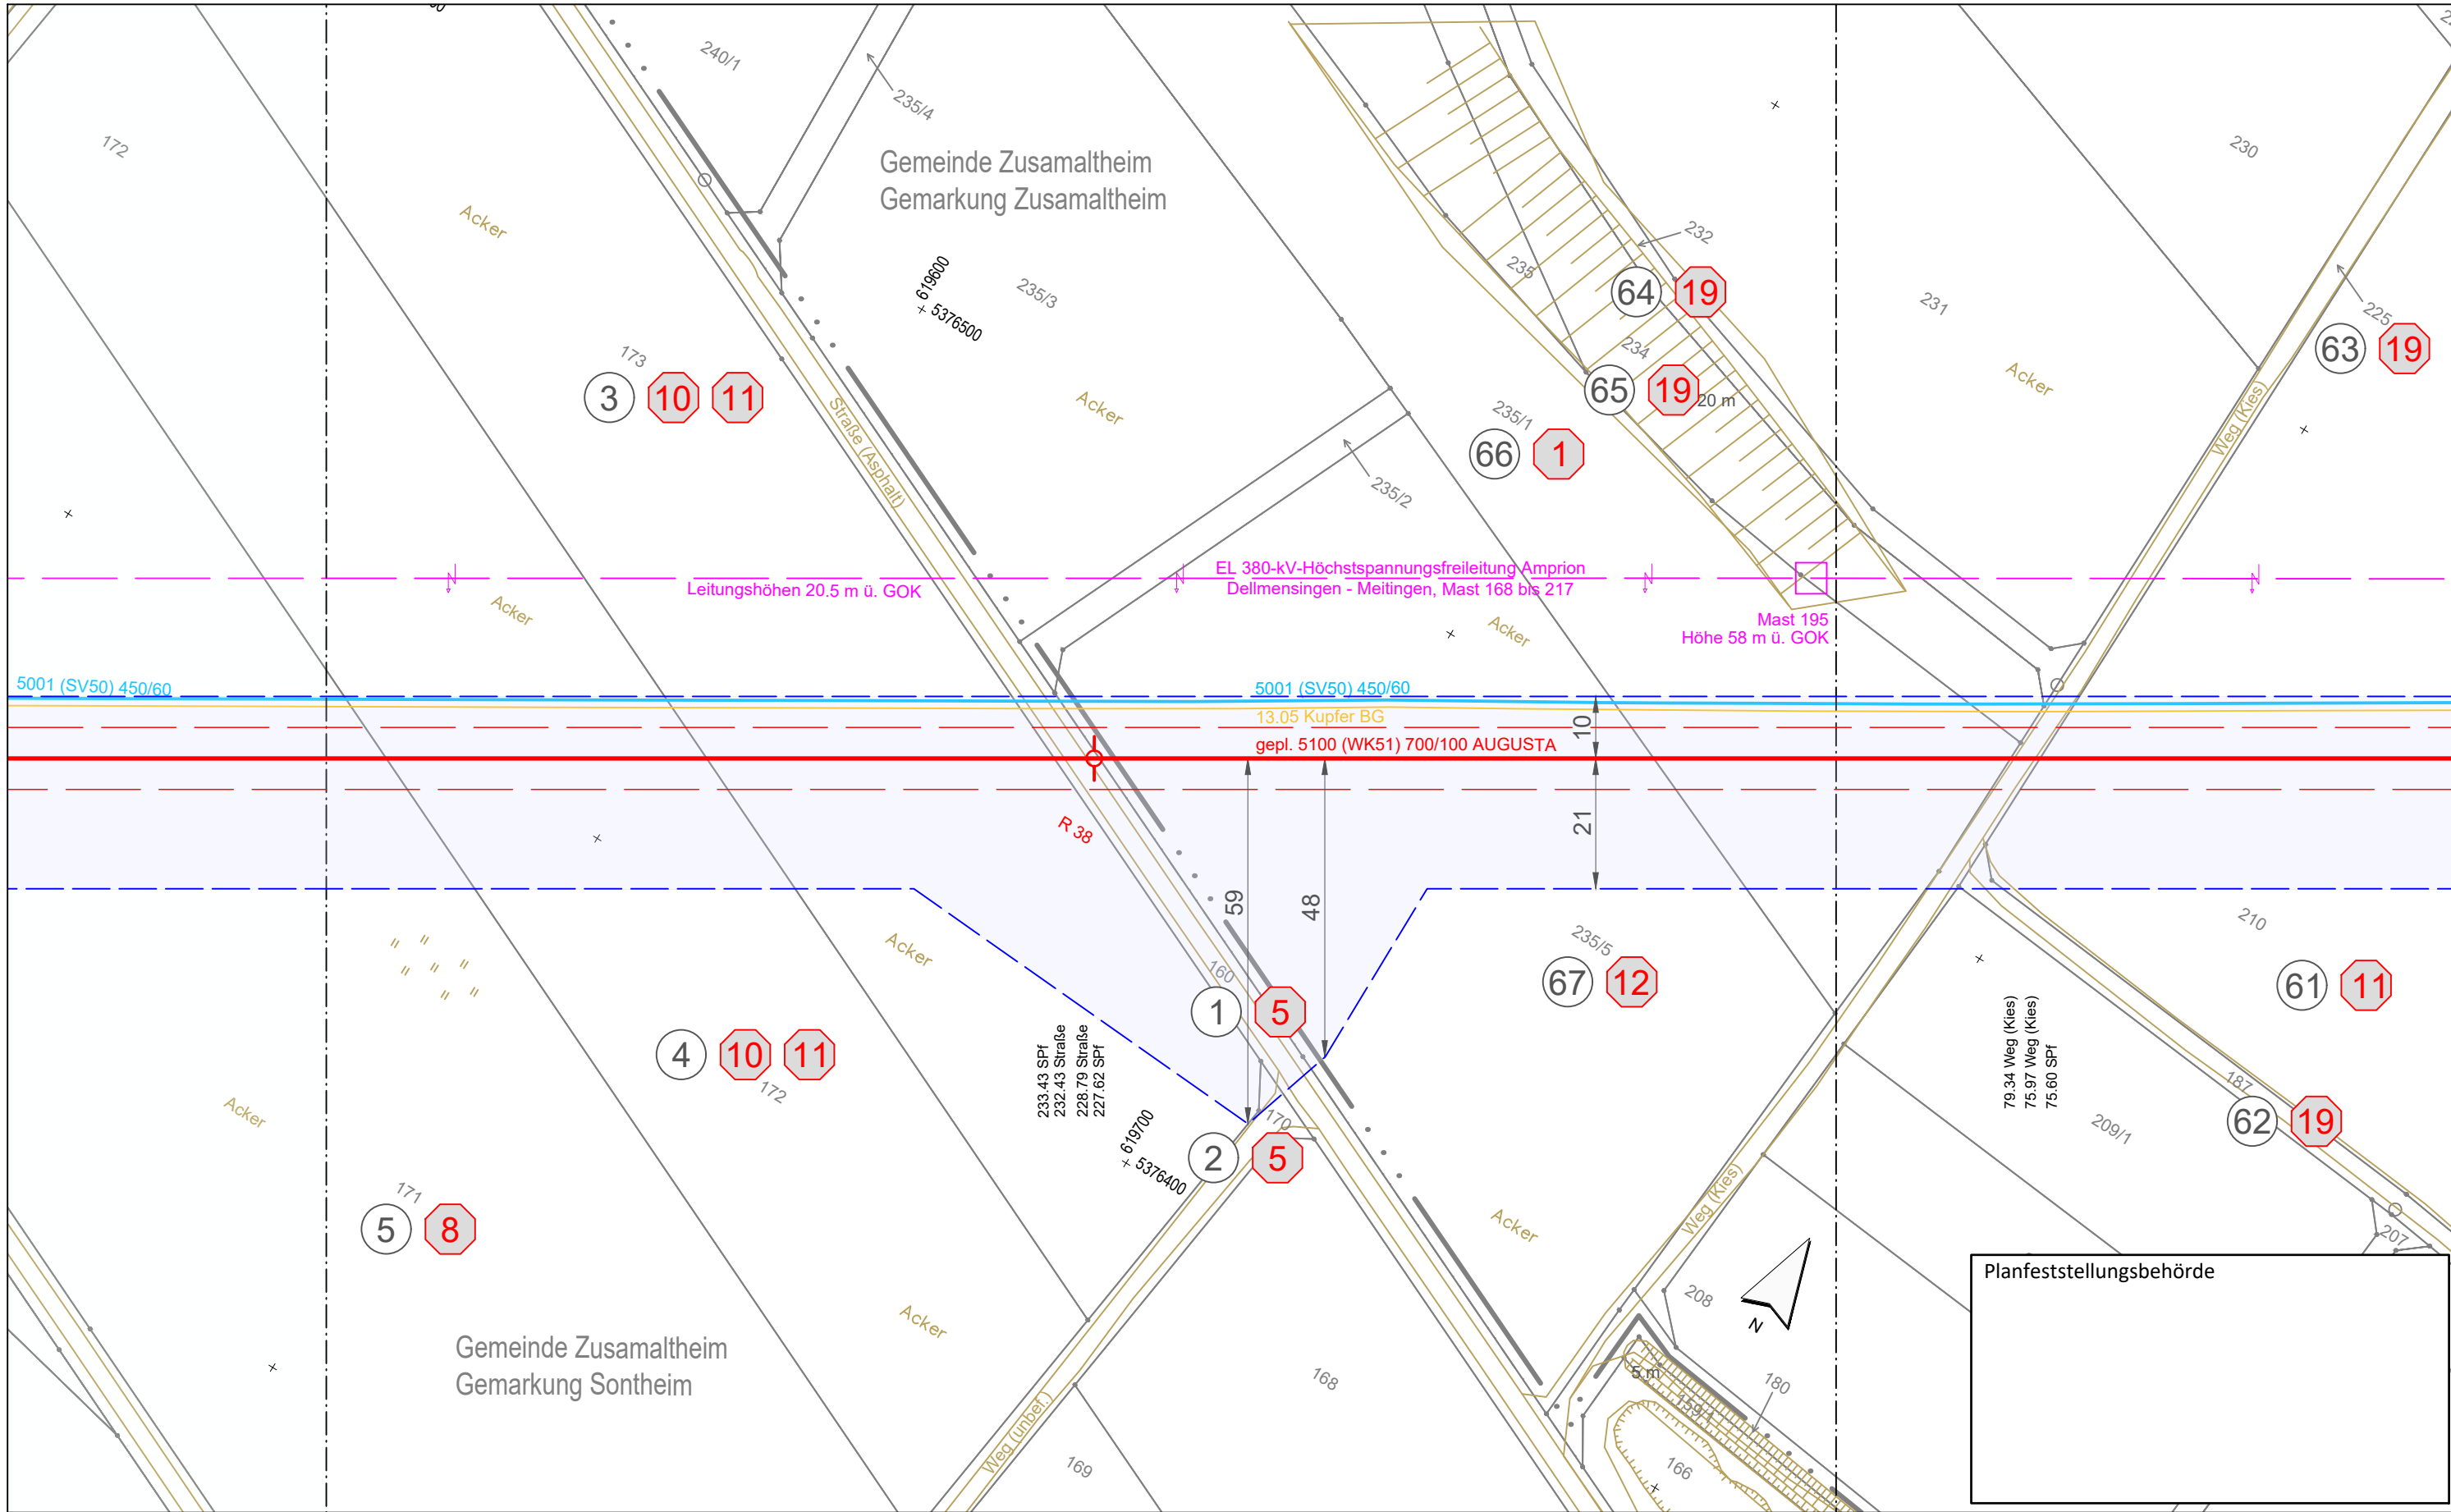 240/1
235/4
172
Gemeinde Zusamaltheim
Gemarkung Zusamaltheim
230
Acker
232
235
619600
5376500
235/3
64 19
231
225
173
234
63 19
3 10 11
65 19
20 m
Acker
Acker
Straße (Asphalt)
Weg (Kies)
235/1
66 1
235/2
EL 380-kV-Höchstspannungsfreileitung Amprion
Dellmensingen - Meitingen, Mast 168 bis 217
Leitungshöhen 20.5 m ü. GOK
Acker
Acker
Mast 195
Höhe 58 m ü. GOK
5001 (SV50) 450/60
5001 (SV50) 450/60
13.05 Kupfer BG
10
gepl. 5100 (WK51) 700/100 AUGUSTA
R 38
21
59
48
Acker
160
235/5
210
67 12
61 11
1 5
4 10 11
172
233.43 SPf
232.43 Straße
228.79 Straße
227.62 SPf
79.34 Weg (Kies)
75.97 Weg (Kies)
75.60 SPf
187
Acker
170
209/1
62 19
619700
5376400
2 5
171
5 8
Weg (Kies)
Acker
207
Planfeststellungsbehörde
208
N
Acker
Gemeinde Zusamaltheim
Gemarkung Sontheim
168
5 m
180
159/1
Weg (unbef.)
169
166